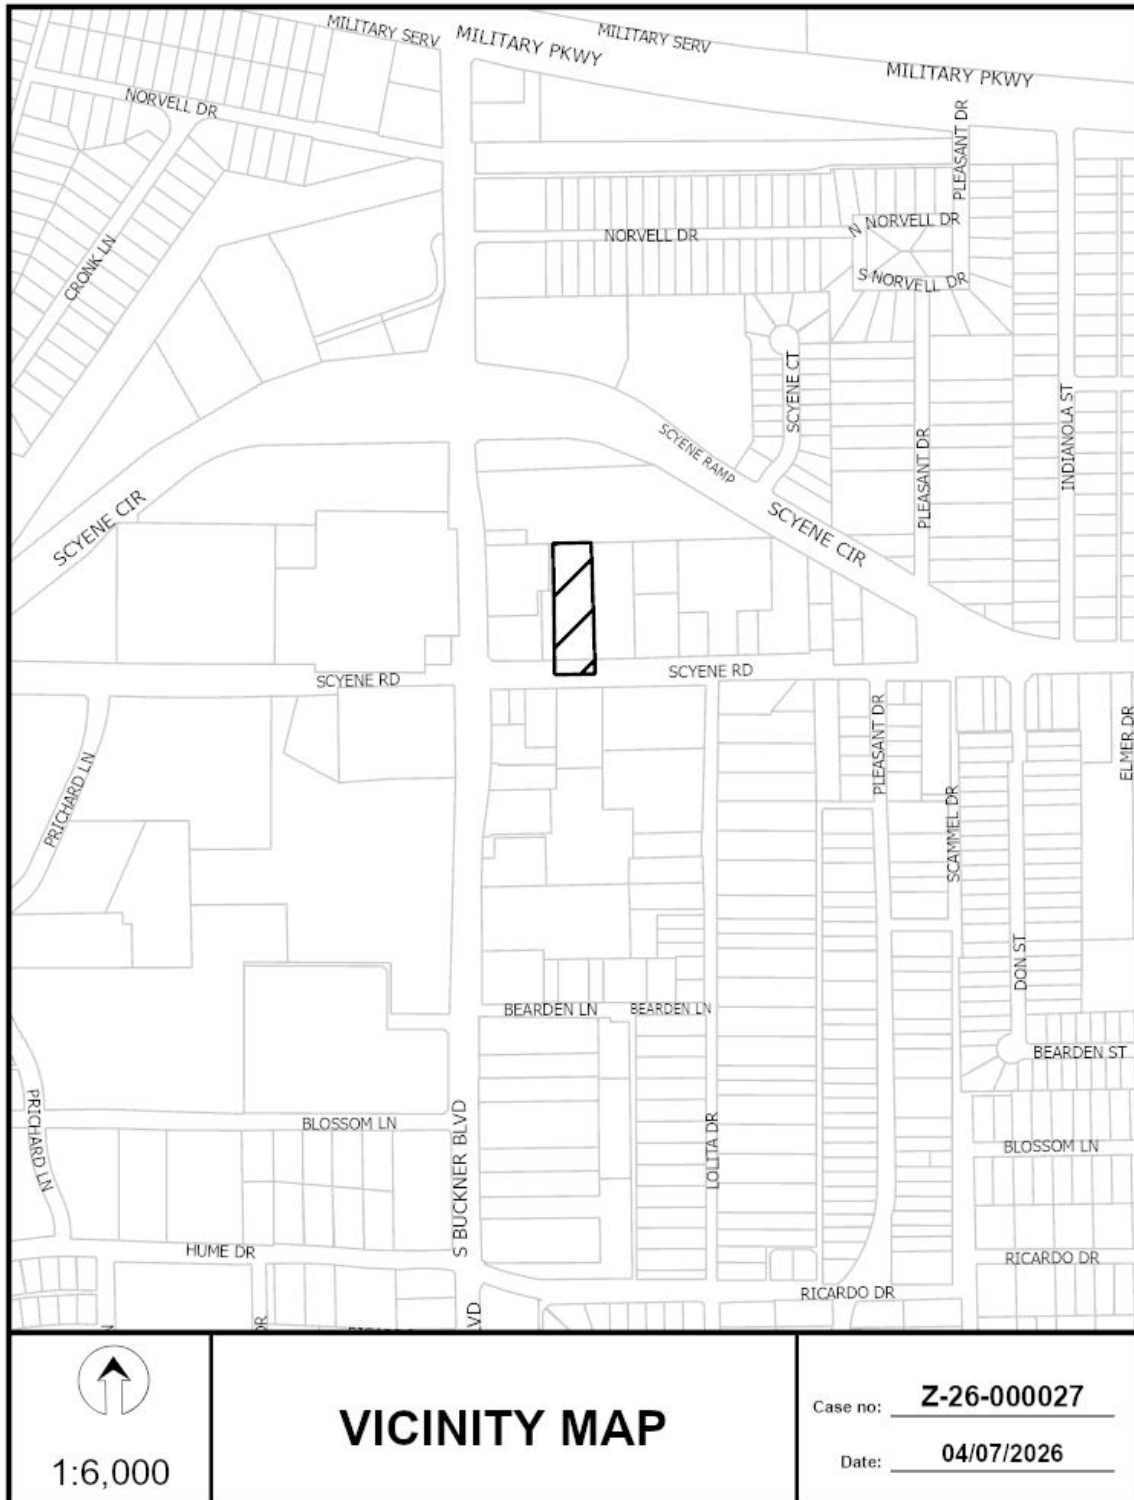 MILITARY SERV
MILITARY PKWY
MILITARY SERV
MILITARY PKWY
NORVELL DR
PLEASANT DR
NORVELL DR
N NORVELL DR
S NORVELL DR
CRONK LN
SCYENE CT
INDIANOLA ST
PLEASANT DR
SCYENE RAMP
SCYENE CIR
SCYENE CIR
SCYENE RD
SCYENE RD
PLEASANT DR
ELMER DR
PRICHARD LN
SCAMMEL DR
DON ST
BEARDEN LN
BEARDEN LN
BEARDEN ST
PRICHARD LN
BLOSSOM LN
S BUCKNER BLVD
LOLITA DR
BLOSSOM LN
HUME DR
RICARDO DR
RICARDO DR
VD
DR
1:6,000
VICINITY MAP
Case no: Z-26-000027
Date: 04/07/2026